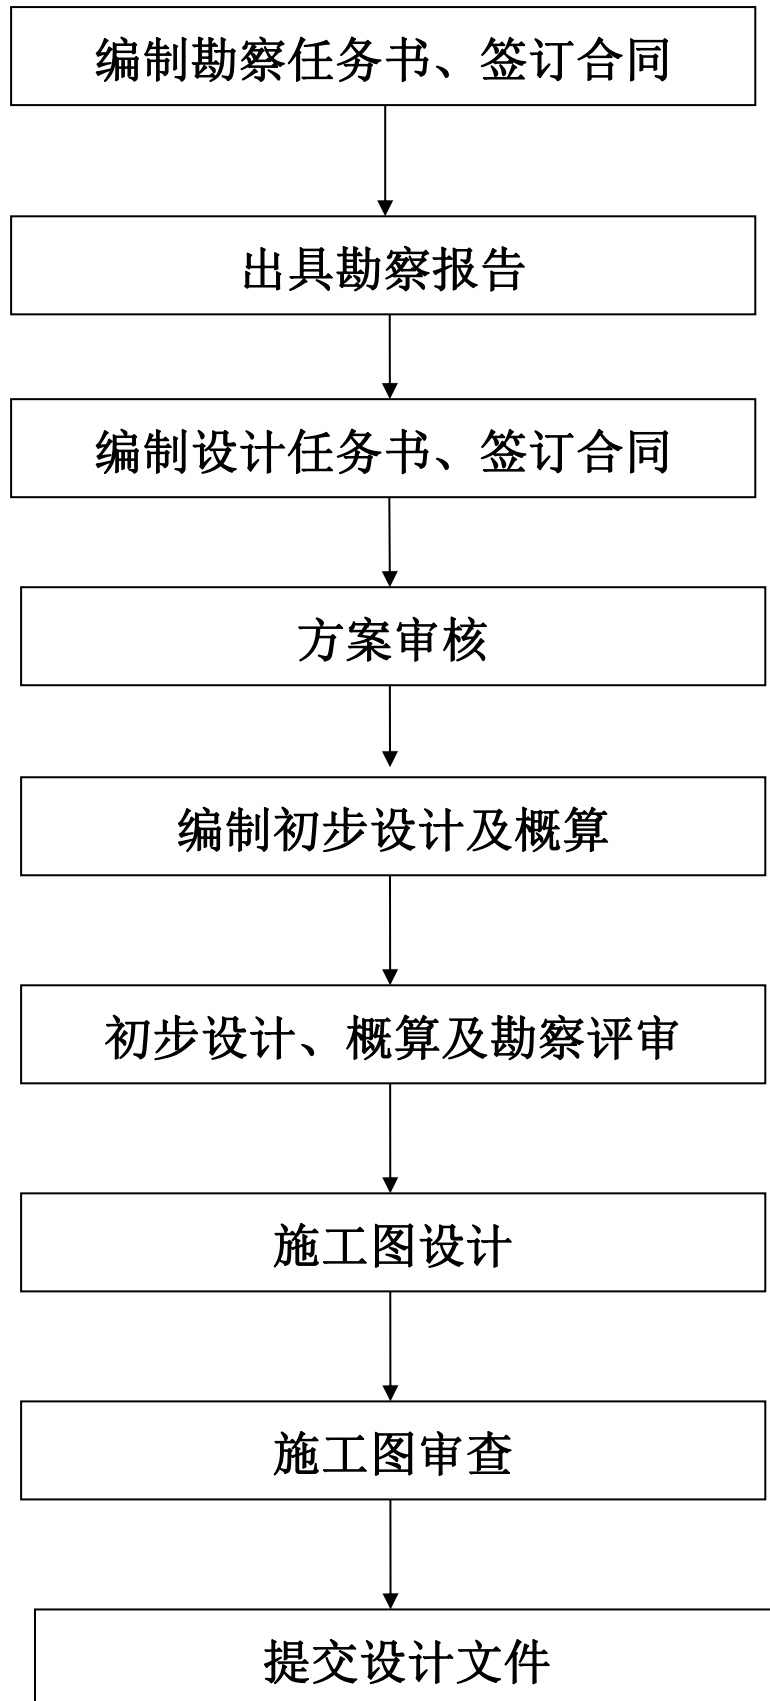 编制勘察任务书、签订合同
出具勘察报告
编制设计任务书、签订合同
方案审核
编制初步设计及概算
初步设计、概算及勘察评审
施工图设计
施工图审查
提交设计文件